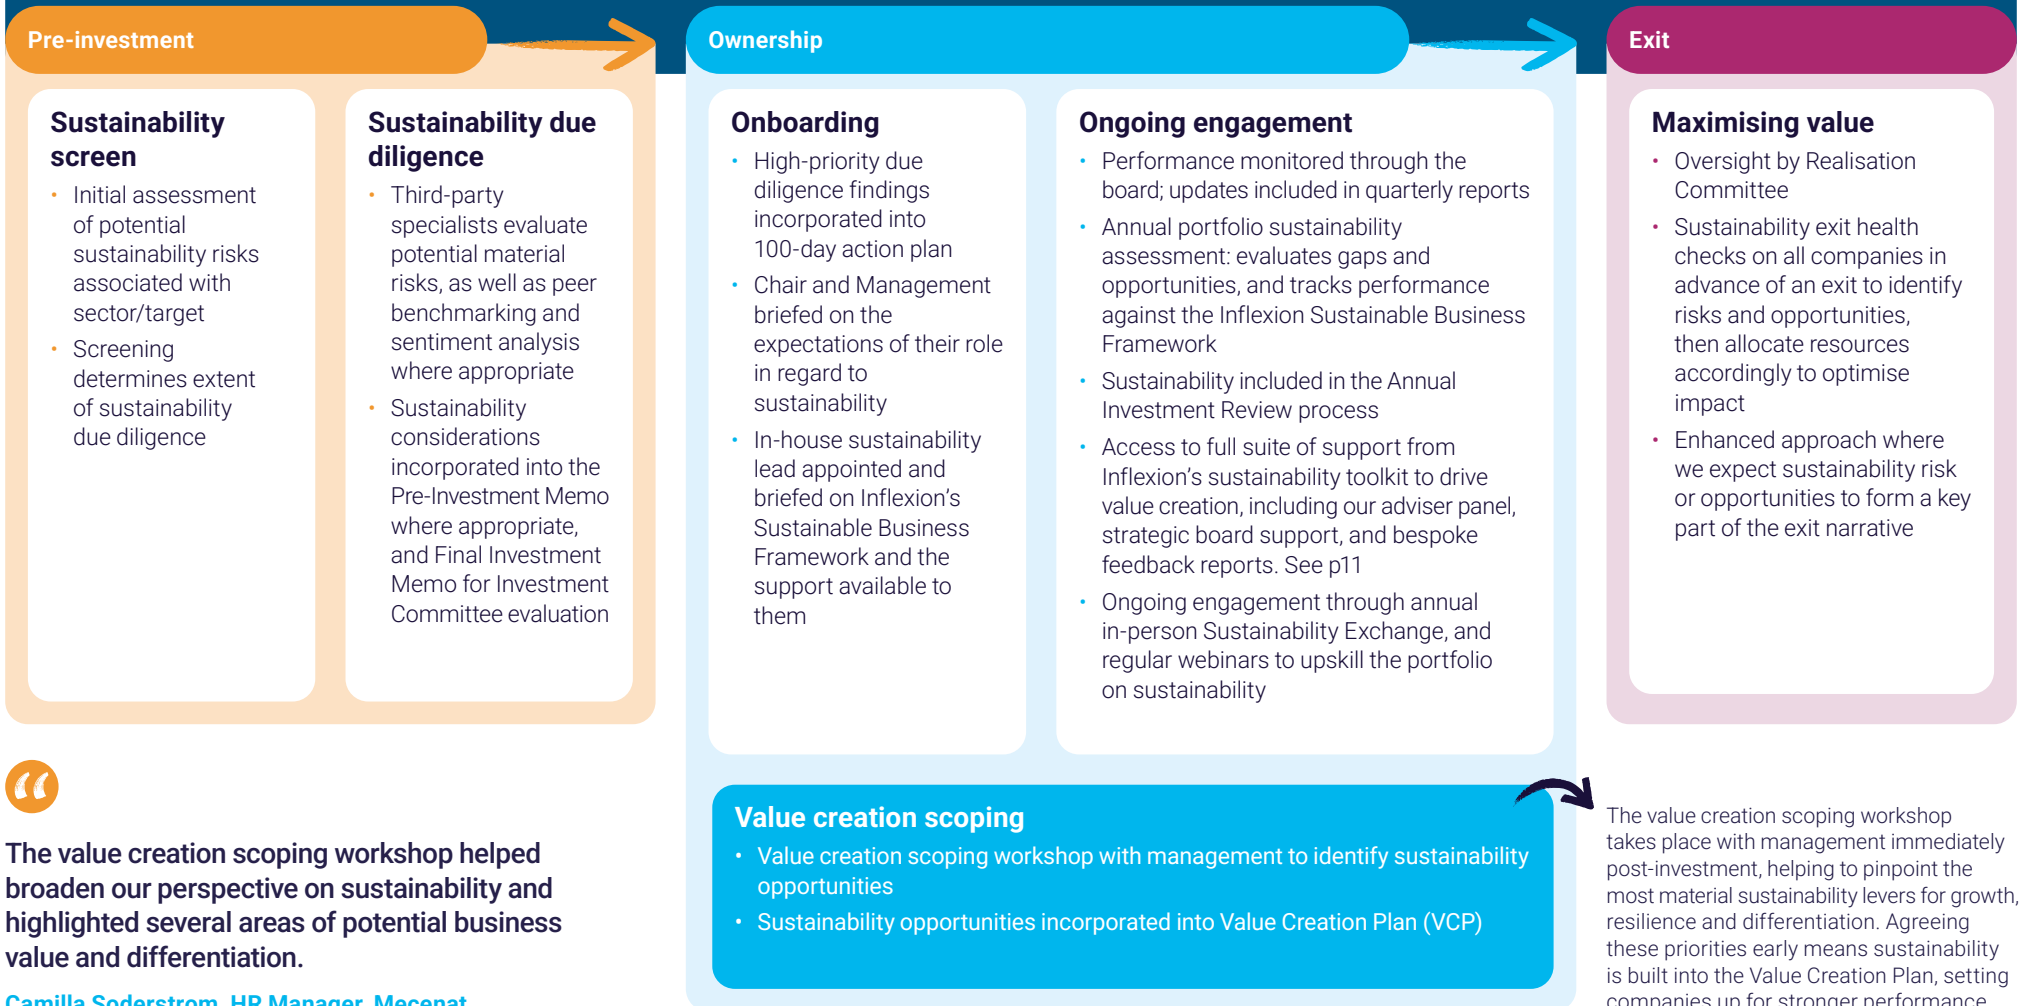 Pre-investment
Sustainability
screen
• Initial assessment
of potential
sustainability risks
associated with
sector/target
• Screening
determines extent
of sustainability
due diligence
Sustainability due
diligence
• Third-party
specialists evaluate
potential material
risks, as well as peer
benchmarking and
sentiment analysis
where appropriate
• Sustainability
considerations
incorporated into the
Pre-Investment Memo
where appropriate,
and Final Investment
Memo for Investment
Committee evaluation
Ownership
Onboarding
• High-priority due
diligence findings
incorporated into
100-day action plan
• Chair and Management
briefed on the
expectations of their role
in regard to
sustainability
• In-house sustainability
lead appointed and
briefed on Inflexion’s
Sustainable Business
Framework and the
support available to
them
Ongoing engagement
• Performance monitored through the
board; updates included in quarterly reports
• Annual portfolio sustainability
assessment: evaluates gaps and
opportunities, and tracks performance
against the Inflexion Sustainable Business
Framework
• Sustainability included in the Annual
Investment Review process
• Access to full suite of support from
Inflexion’s sustainability toolkit to drive
value creation, including our adviser panel,
strategic board support, and bespoke
feedback reports. See p11
• Ongoing engagement through annual
in-person Sustainability Exchange, and
regular webinars to upskill the portfolio
on sustainability
Value creation scoping
• Value creation scoping workshop with management to identify sustainability
opportunities
• Sustainability opportunities incorporated into Value Creation Plan (VCP)
Exit
Maximising value
• Oversight by Realisation
Committee
• Sustainability exit health
checks on all companies in
advance of an exit to identify
risks and opportunities,
then allocate resources
accordingly to optimise
impact
• Enhanced approach where
we expect sustainability risk
or opportunities to form a key
part of the exit narrative
The value creation scoping workshop
takes place with management immediately
post-investment, helping to pinpoint the
most material sustainability levers for growth,
resilience and differentiation. Agreeing
these priorities early means sustainability
is built into the Value Creation Plan, setting
companies up for stronger performance
“
The value creation scoping workshop helped
broaden our perspective on sustainability and
highlighted several areas of potential business
value and differentiation.
Camilla Soderstrom, HR Manager, Mecenat